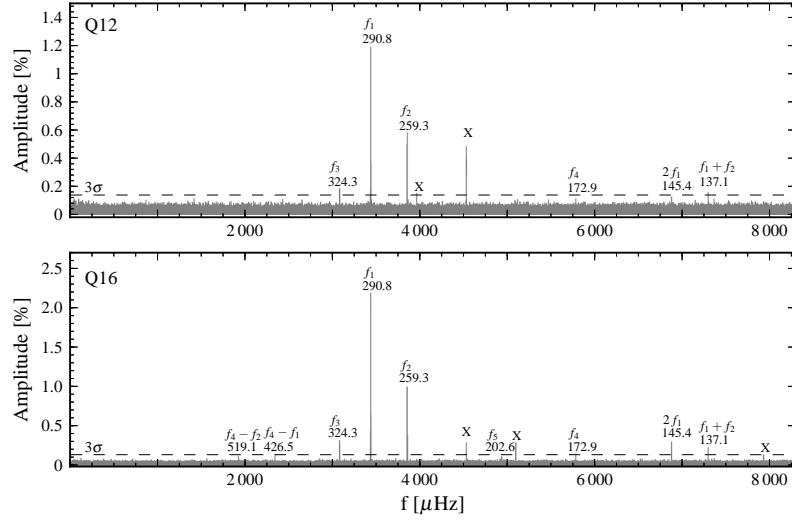 Q12
Amplitude [%]
1.4
1.2
1.0
0.8
0.6
0.4
0.2
0
3σ
f₃
324.3
f₁
290.8
f₂
259.3
X
X
f₄
172.9
2 f₁
145.4
f₁ + f₂
137.1
2 000
4 000
6 000
8 000
Q16
Amplitude [%]
2.5
2.0
1.5
1.0
0.5
0
3σ
f₄ − f₂
519.1
f₄ − f₁
426.5
f₃
324.3
f₁
290.8
f₂
259.3
X
f₅
202.6
X
f₄
172.9
2 f₁
145.4
f₁ + f₂
137.1
X
2 000
4 000
6 000
8 000
f [μHz]